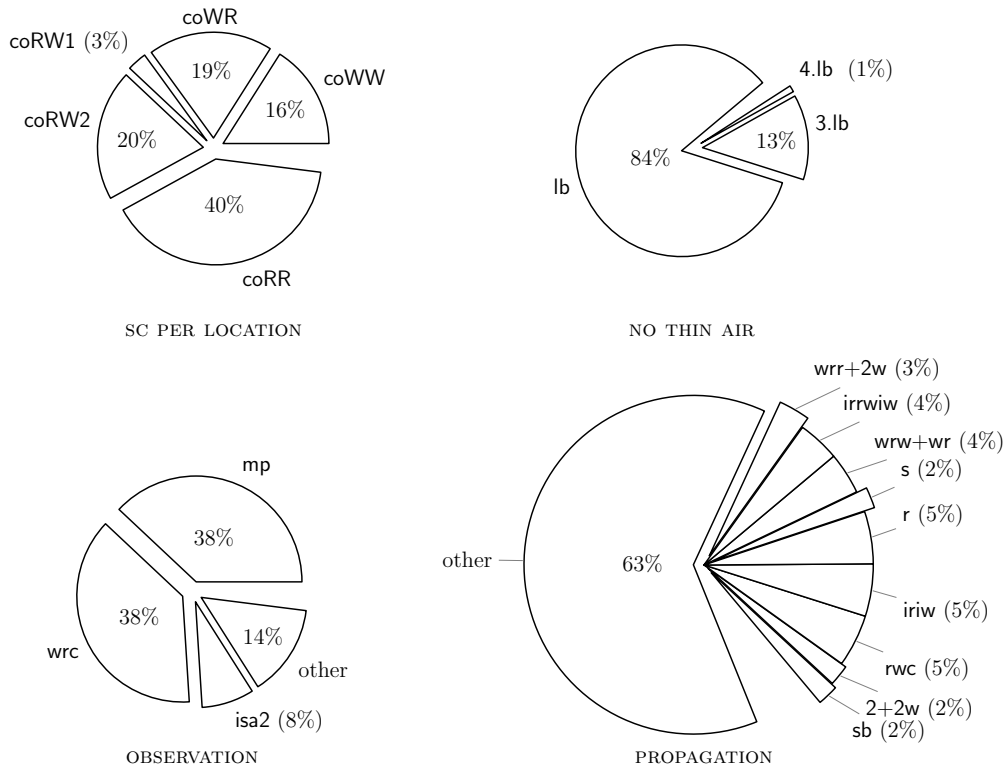 coWR
coRW1 (3%)
19%
coWW
16%
coRW2
20%
40%
coRR
SC PER LOCATION
4.lb (1%)
3.lb
13%
84%
lb
NO THIN AIR
mp
38%
38%
wrc
14%
other
isa2 (8%)
OBSERVATION
wrr+2w (3%)
irrwiw (4%)
wrw+wr (4%)
s (2%)
r (5%)
other
63%
iriw (5%)
rwc (5%)
2+2w (2%)
sb (2%)
PROPAGATION